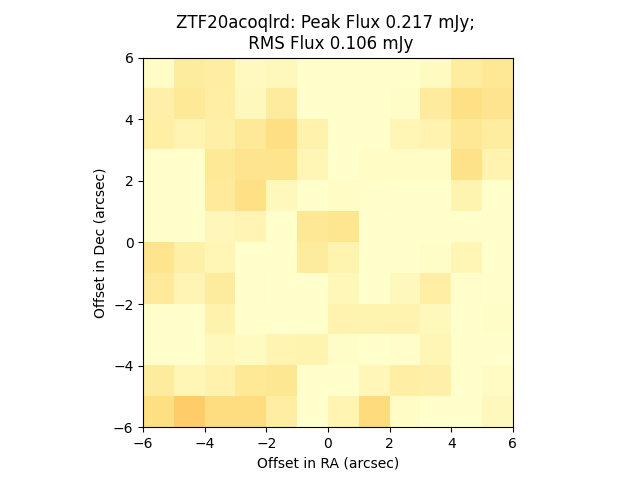 ZTF20acoqlrd: Peak Flux 0.217 mJy;
RMS Flux 0.106 mJy
6
4
2
0
−2
−4
−6
Offset in Dec (arcsec)
−6 −4 −2 0 2 4 6
Offset in RA (arcsec)